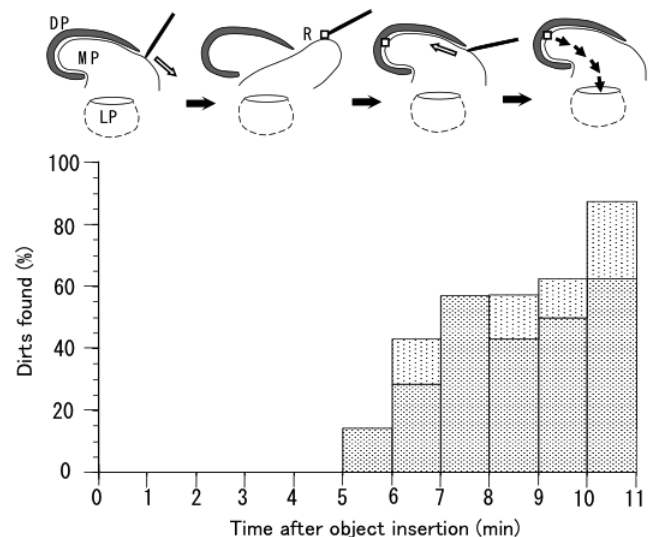 DP
MP
LP
R
100
80
60
40
20
0
Dirts found (%)
0 1 2 3 4 5 6 7 8 9 10 11
Time after object insertion (min)